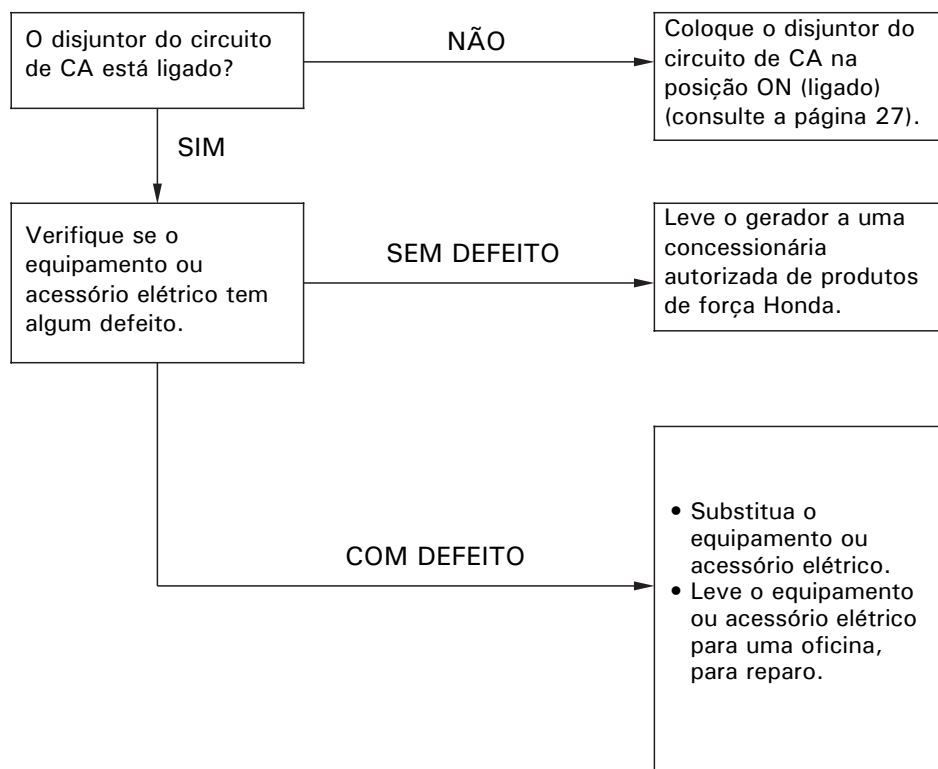 O disjuntor do circuito
de CA está ligado?
NÃO
Coloque o disjuntor do
circuito de CA na
posição ON (ligado)
(consulte a página 27).
SIM
Verifique se o
equipamento ou
acessório elétrico tem
algum defeito.
SEM DEFEITO
Leve o gerador a uma
concessionária
autorizada de produtos
de força Honda.
COM DEFEITO
• Substitua o
equipamento ou
acessório elétrico.
• Leve o equipamento
ou acessório elétrico
para uma oficina,
para reparo.